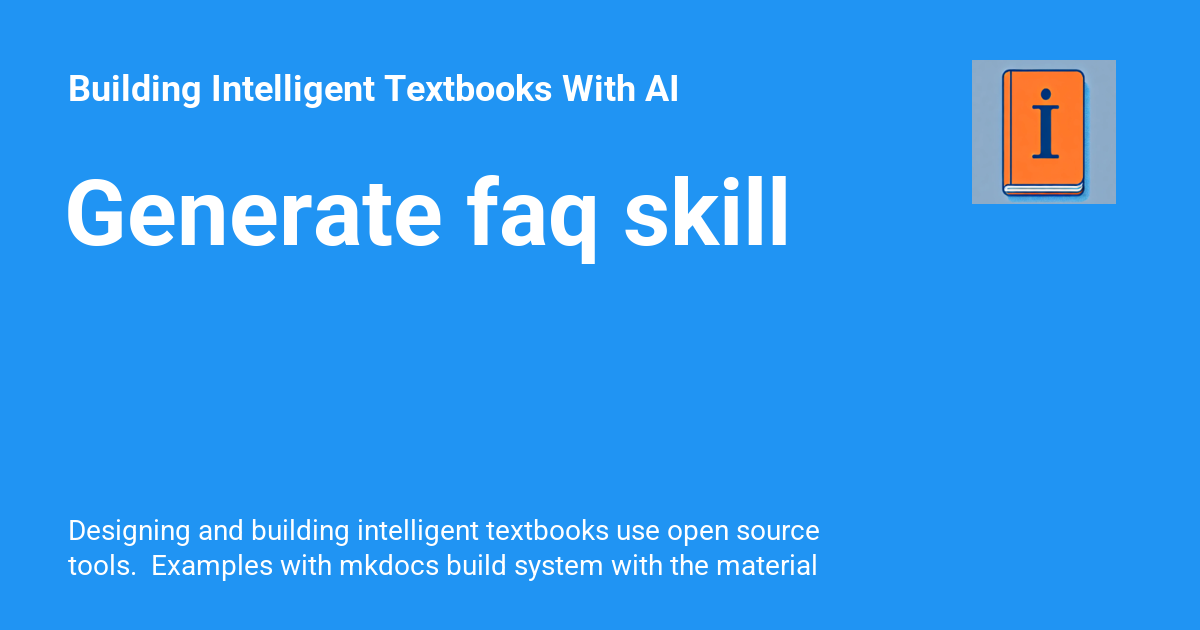 Building Intelligent Textbooks With AI
i
Generate faq skill
Designing and building intelligent textbooks use open source
tools.  Examples with mkdocs build system with the material